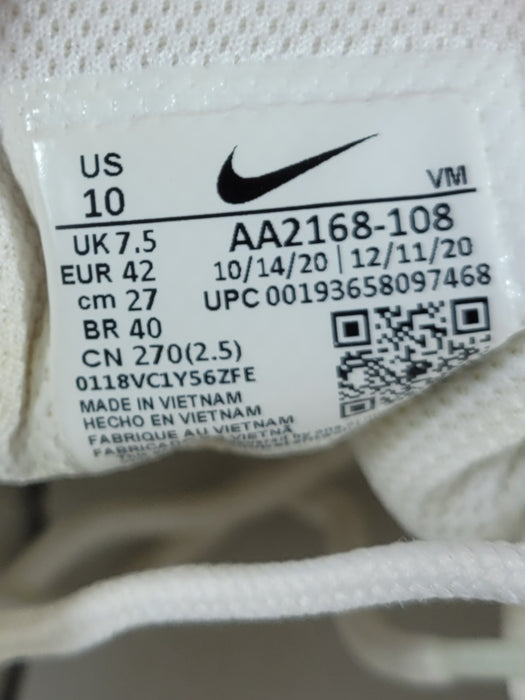 US
10
VM
UK 7.5
EUR 42
cm 27
BR 40
CN 270(2.5)
AA2168-108
10/14/20 | 12/11/20
UPC 00193658097468
0118VC1Y56ZFE
MADE IN VIETNAM
HECHO EN VIETNAM
FABRIQUE AU VIETNAM